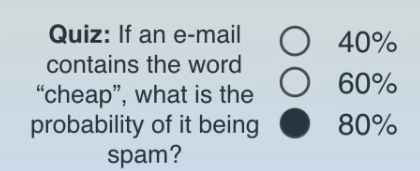 Quiz: If an e-mail
contains the word
“cheap”, what is the
probability of it being
spam?
40%
60%
80%